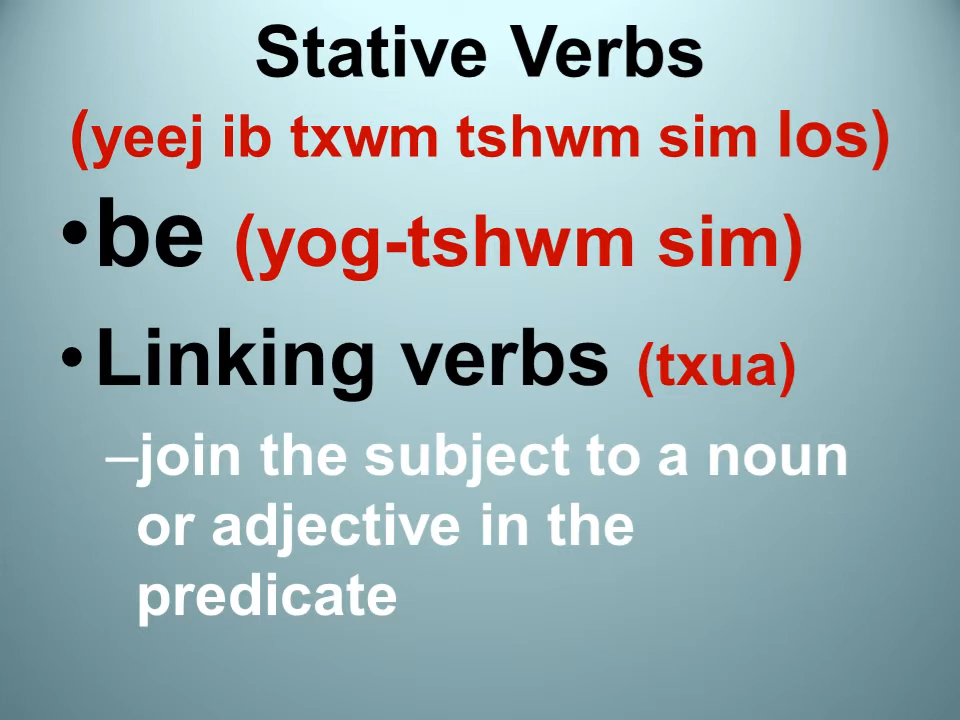 Stative Verbs
(yeej ib txwm tshwm sim los)
•be (yog-tshwm sim)
•Linking verbs (txua)
–join the subject to a noun
or adjective in the
predicate